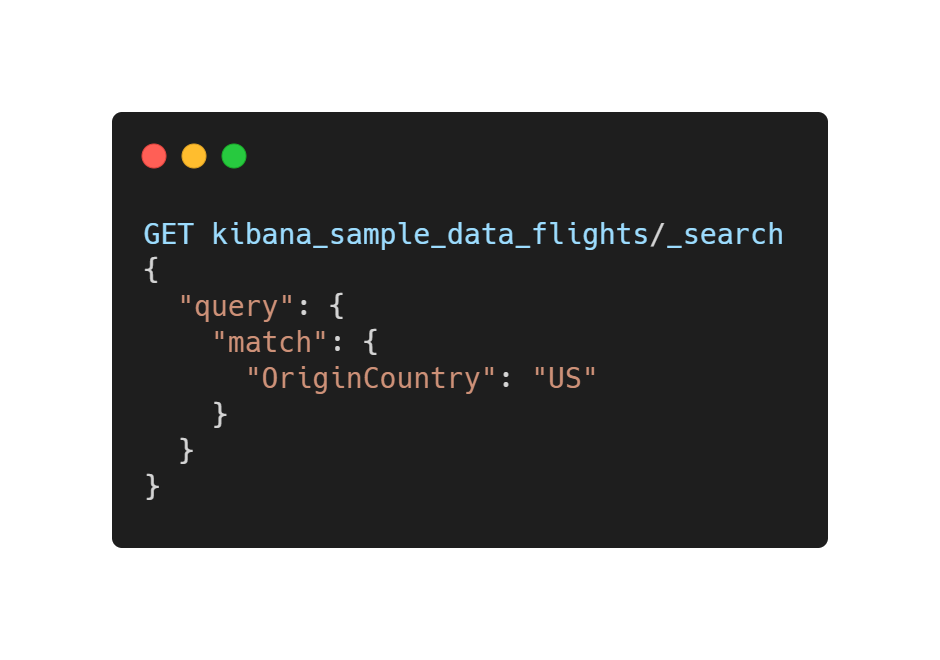 GET kibana_sample_data_flights/_search
{
  "query": {
    "match": {
      "OriginCountry": "US"
    }
  }
}